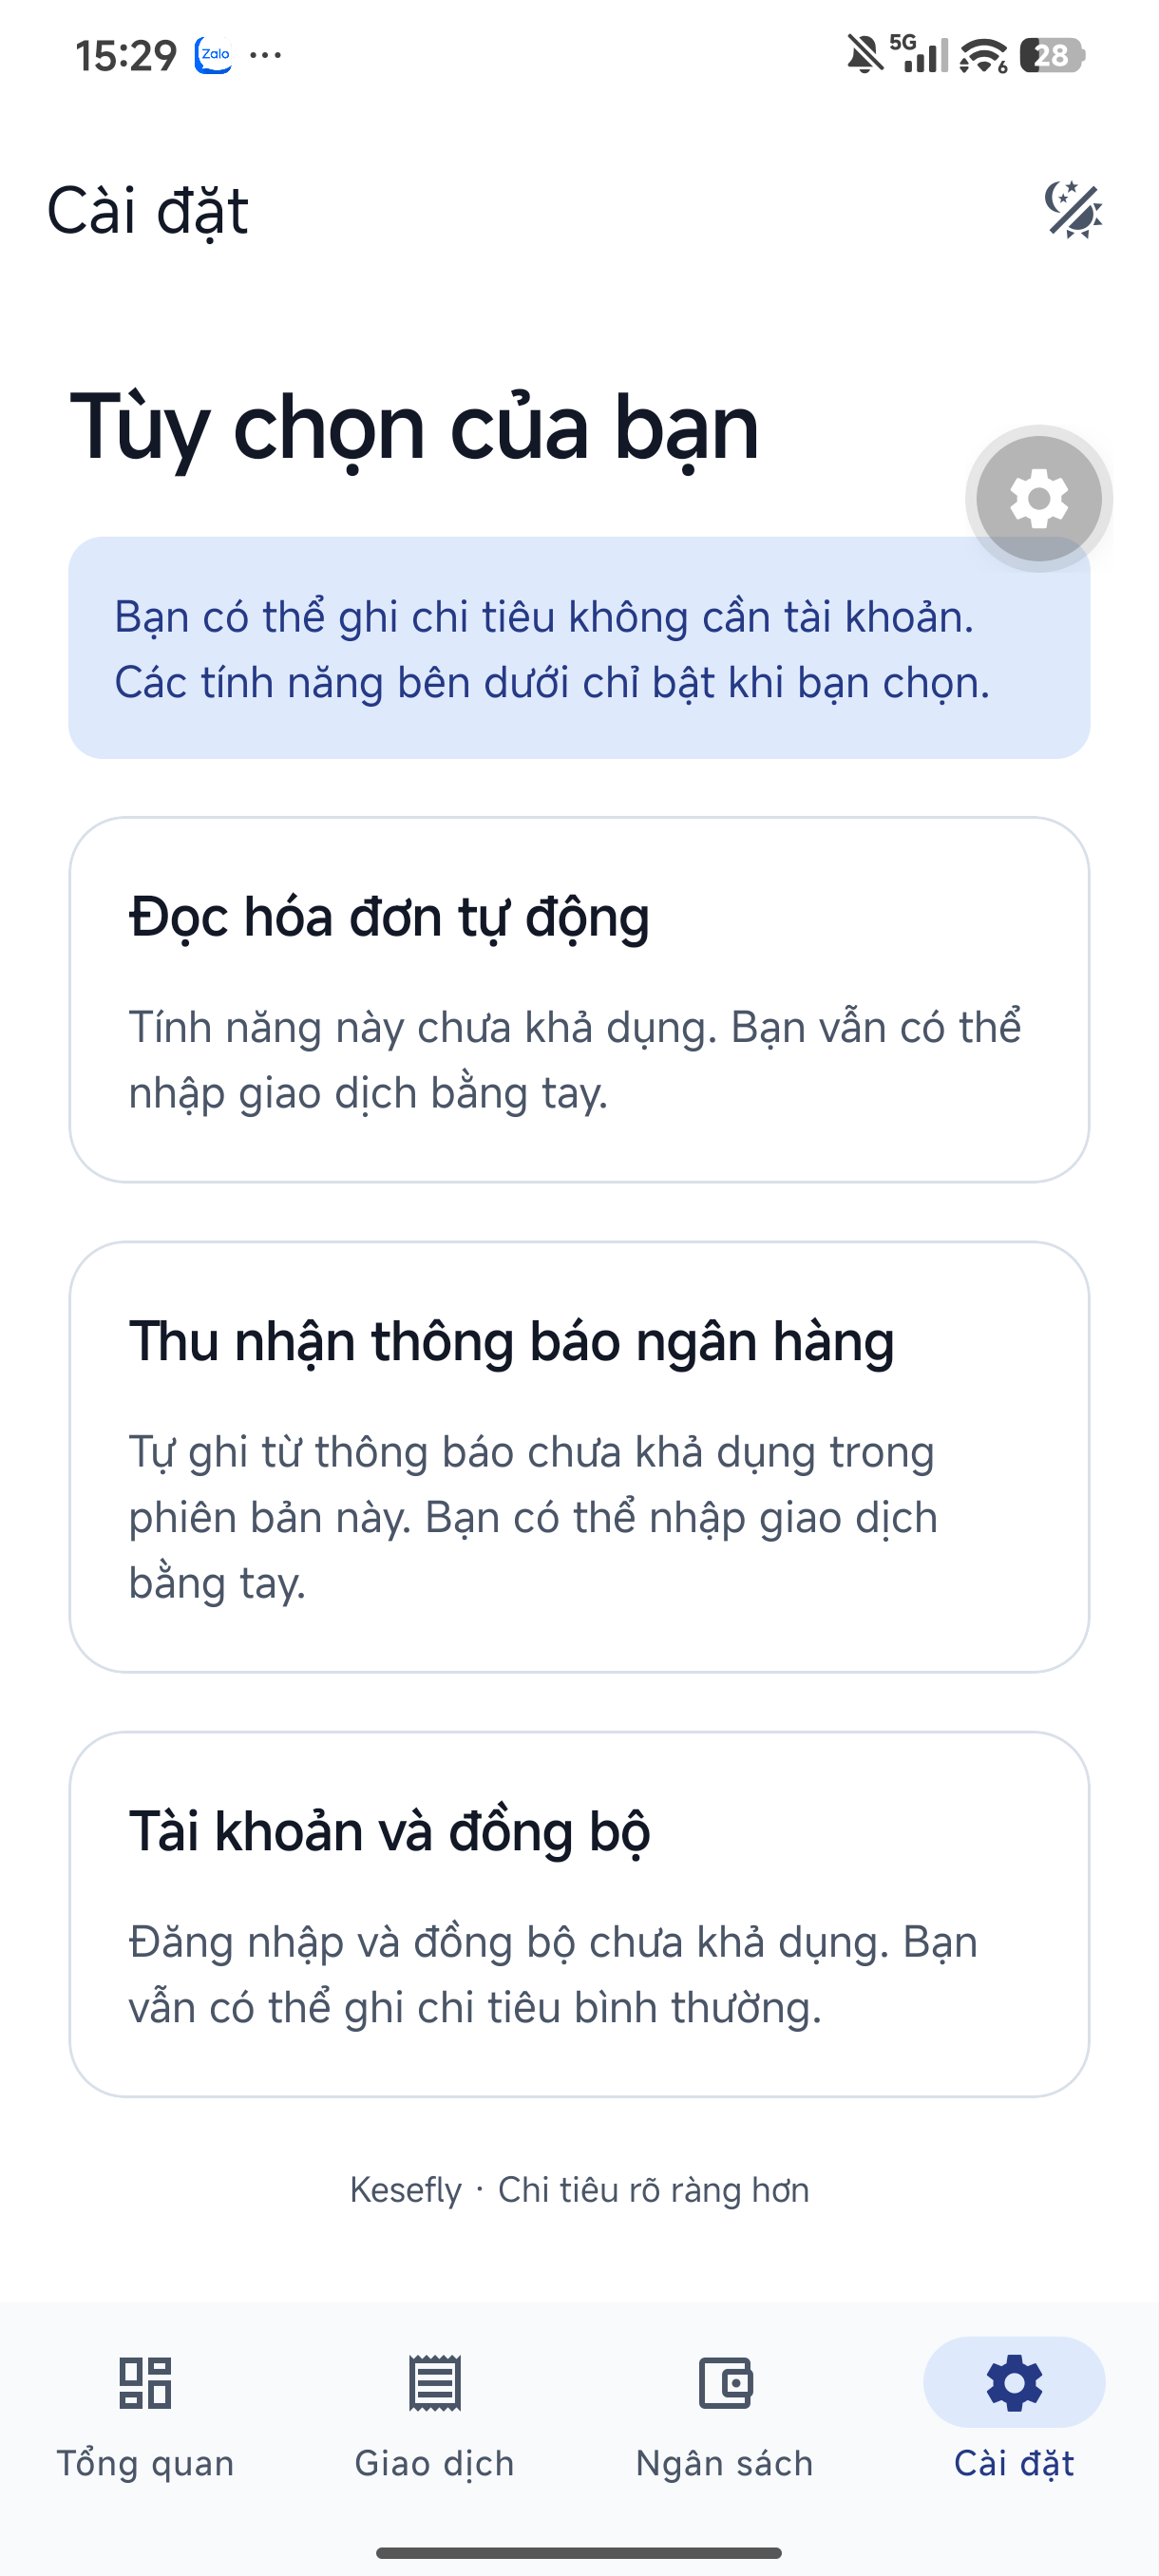 15:29 Zalo ... 5G 6 28
Cài đặt
Tùy chọn của bạn
Bạn có thể ghi chi tiêu không cần tài khoản.
Các tính năng bên dưới chỉ bật khi bạn chọn.
Đọc hóa đơn tự động
Tính năng này chưa khả dụng. Bạn vẫn có thể
nhập giao dịch bằng tay.
Thu nhận thông báo ngân hàng
Tự ghi từ thông báo chưa khả dụng trong
phiên bản này. Bạn có thể nhập giao dịch
bằng tay.
Tài khoản và đồng bộ
Đăng nhập và đồng bộ chưa khả dụng. Bạn
vẫn có thể ghi chi tiêu bình thường.
Kesefly · Chi tiêu rõ ràng hơn
Tổng quan Giao dịch Ngân sách Cài đặt